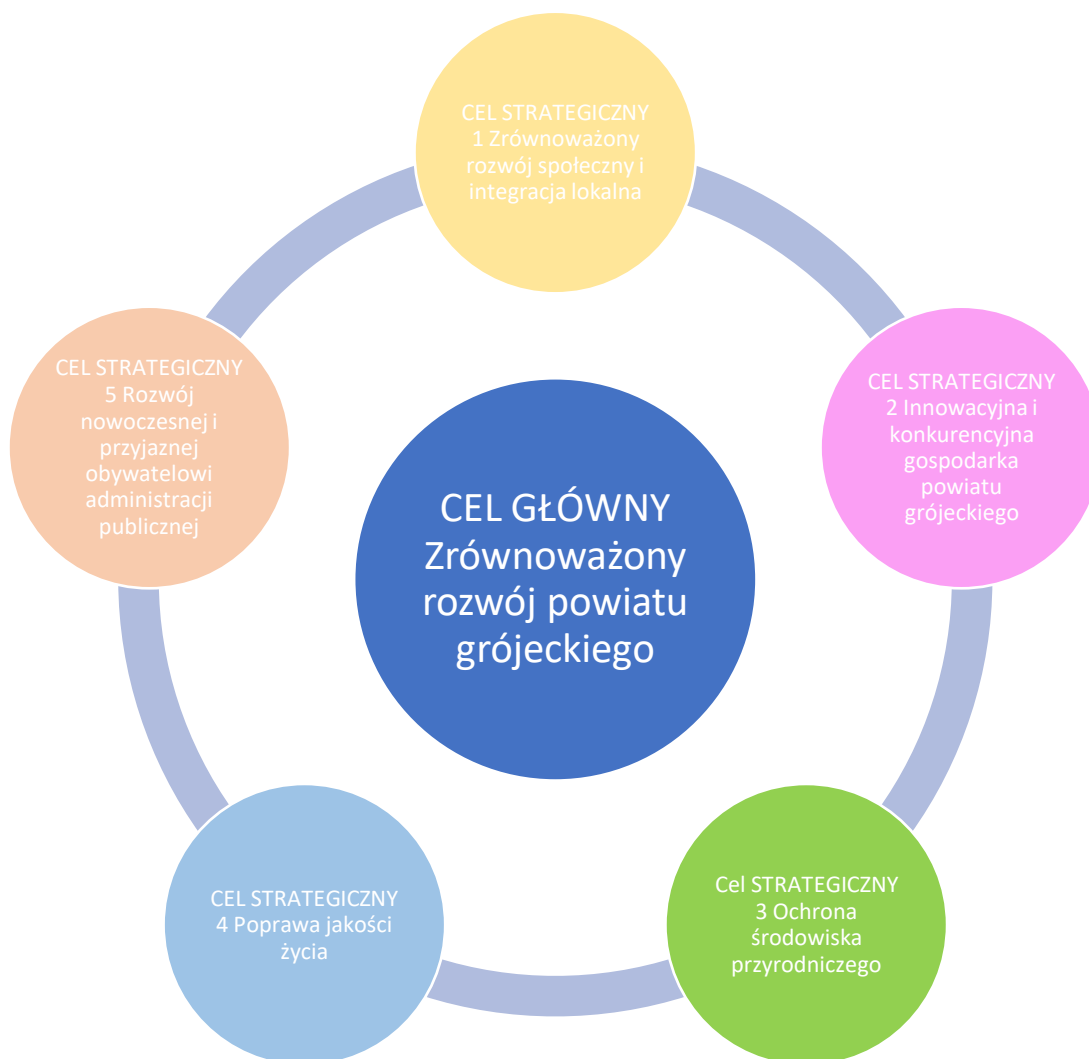 CEL STRATEGICZNY
1 Zrównoważony
rozwój społeczny i
integracja lokalna
CEL STRATEGICZNY
2 Innowacyjna i
konkurencyjna
gospodarka
powiatu
grójeckiego
Cel STRATEGICZNY
3 Ochrona
środowiska
przyrodniczego
CEL STRATEGICZNY
4 Poprawa jakości
życia
CEL STRATEGICZNY
5 Rozwój
nowoczesnej i
przyjaznej
obywatelowi
administracji
publicznej
CEL GŁÓWNY
Zrównoważony
rozwój powiatu
grójeckiego